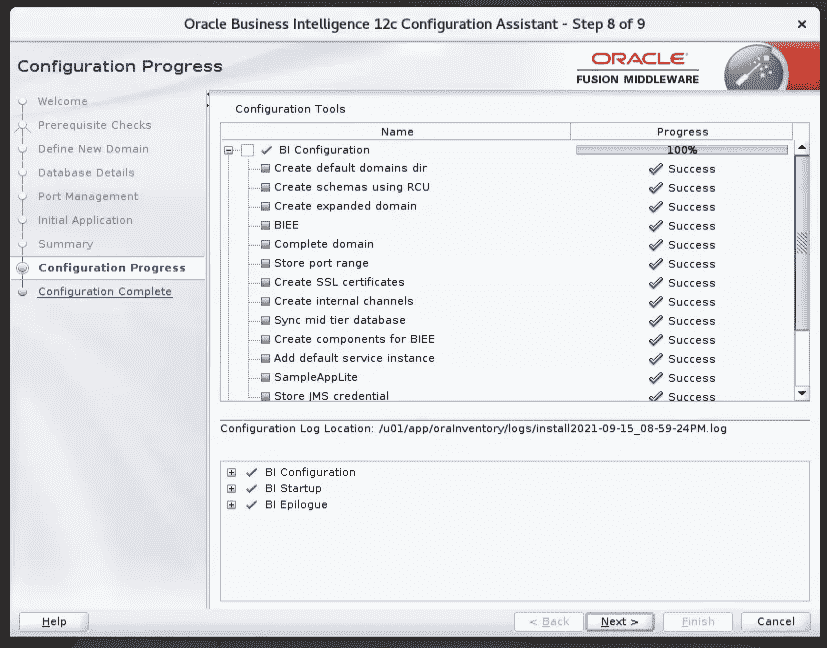 Oracle Business Intelligence 12c Configuration Assistant - Step 8 of 9
Configuration Progress
ORACLE
FUSION MIDDLEWARE
Welcome
Prerequisite Checks
Define New Domain
Database Details
Port Management
Initial Application
Summary
Configuration Progress
Configuration Complete
Configuration Tools
Name Progress
BI Configuration 100%
Create default domains dir Success
Create schemas using RCU Success
Create expanded domain Success
BIEE Success
Complete domain Success
Store port range Success
Create SSL certificates Success
Create internal channels Success
Sync mid tier database Success
Create components for BIEE Success
Add default service instance Success
SampleAppLite Success
Store JMS credential Success
Configuration Log Location: /u01/app/oraInventory/logs/install2021-09-15_08-59-24PM.log
BI Configuration
BI Startup
BI Epilogue
Help < Back Next > Finish Cancel